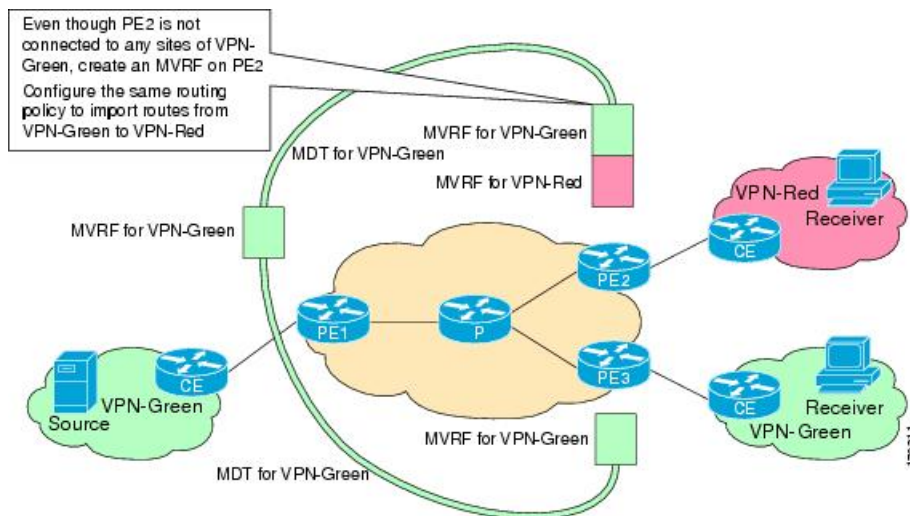 Even though PE2 is not
connected to any sites of VPN-
Green, create an MVRF on PE2
Configure the same routing
policy to import routes from
VPN-Green to VPN-Red
MVRF for VPN-Green
MDT for VPN-Green
MVRF for VPN-Red
VPN-Red
Receiver
MVRF for VPN-Green
CE
PE2
PE1
P
CE
VPN-Green
Source
PE3
CE
Receiver
VPN-Green
MVRF for VPN-Green
MDT for VPN-Green